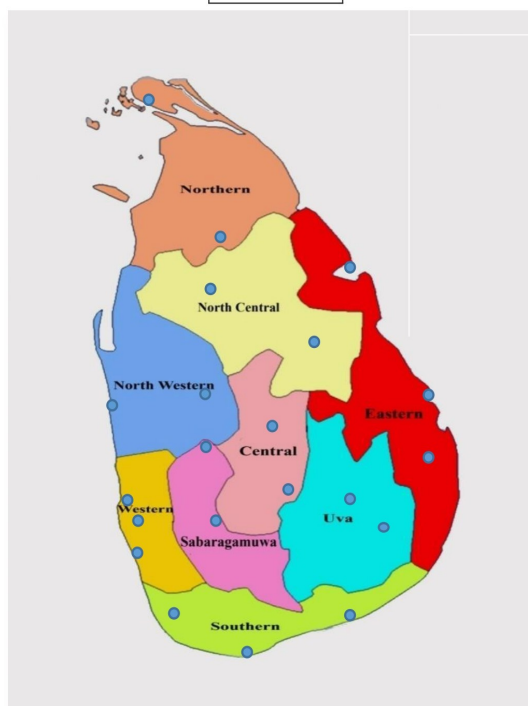 Northern
North Central
North Western
Eastern
Central
Western
Uva
Sabaragamuwa
Southern